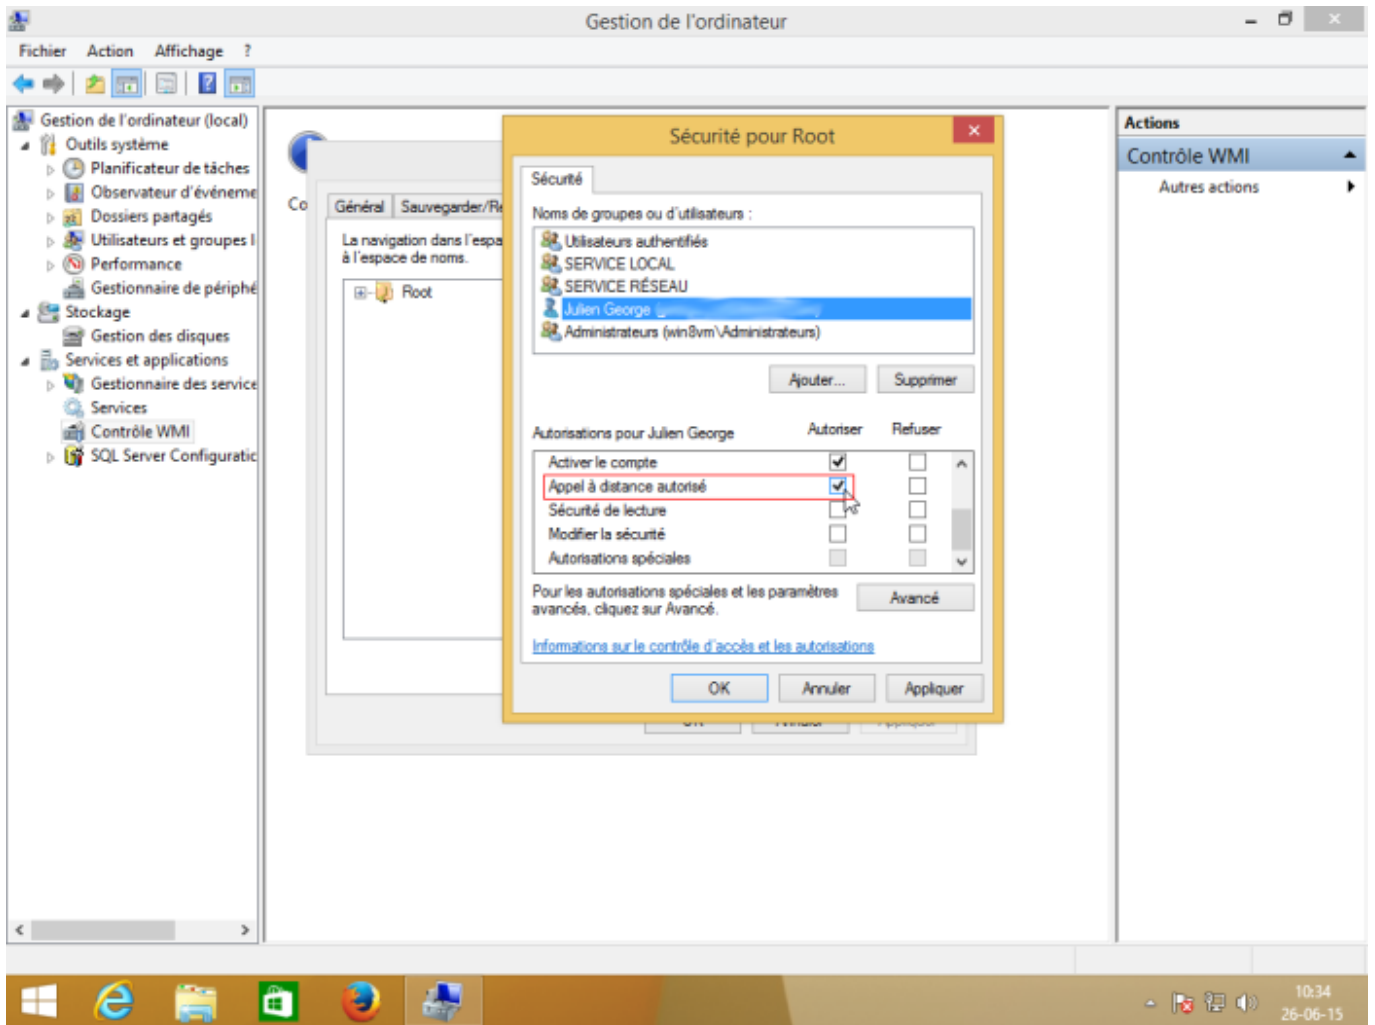 Gestion de l'ordinateur
Fichier Action Affichage ?
Gestion de l'ordinateur (local)
Outils système
Planificateur de tâches
Observateur d'événeme
Dossiers partagés
Utilisateurs et groupes l
Performance
Gestionnaire de périphé
Stockage
Gestion des disques
Services et applications
Gestionnaire des service
Services
Contrôle WMI
SQL Server Configuratic
Co
Général Sauvegarder/Re
La navigation dans l'espa
à l'espace de noms.
Root
Sécurité pour Root
Sécurité
Noms de groupes ou d'utilisateurs :
Utilisateurs authentifiés
SERVICE LOCAL
SERVICE RÉSEAU
Julien George (
Administrateurs (win8vm\Administrateurs)
Ajouter... Supprimer
Autorisations pour Julien George Autoriser Refuser
Activer le compte
Appel à distance autorisé
Sécurité de lecture
Modifier la sécurité
Autorisations spéciales
Pour les autorisations spéciales et les paramètres
avancés, cliquez sur Avancé.
Avancé
Informations sur le contrôle d'accès et les autorisations
OK Annuler Appliquer
OK Annuler Appliquer
Actions
Contrôle WMI
Autres actions
10:34
26-06-15